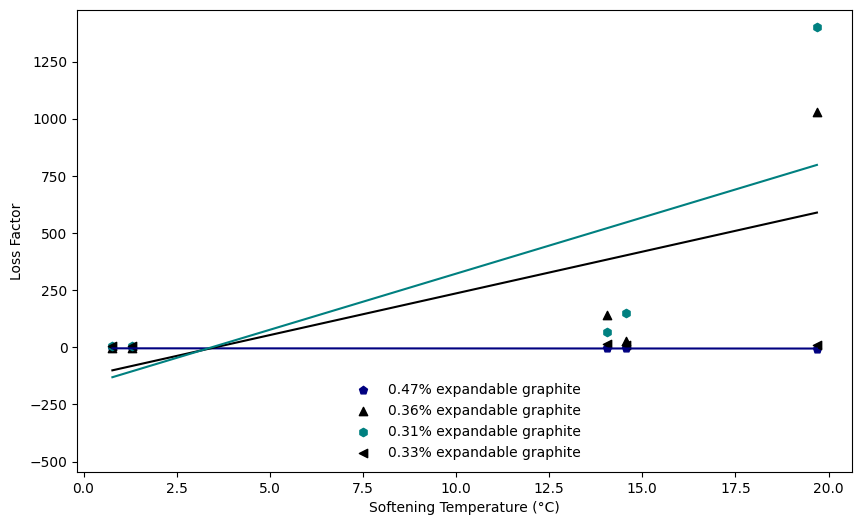 1250
1000
750
500
250
0
−250
−500
Loss Factor
0.47% expandable graphite
0.36% expandable graphite
0.31% expandable graphite
0.33% expandable graphite
0.0 2.5 5.0 7.5 10.0 12.5 15.0 17.5 20.0
Softening Temperature (°C)